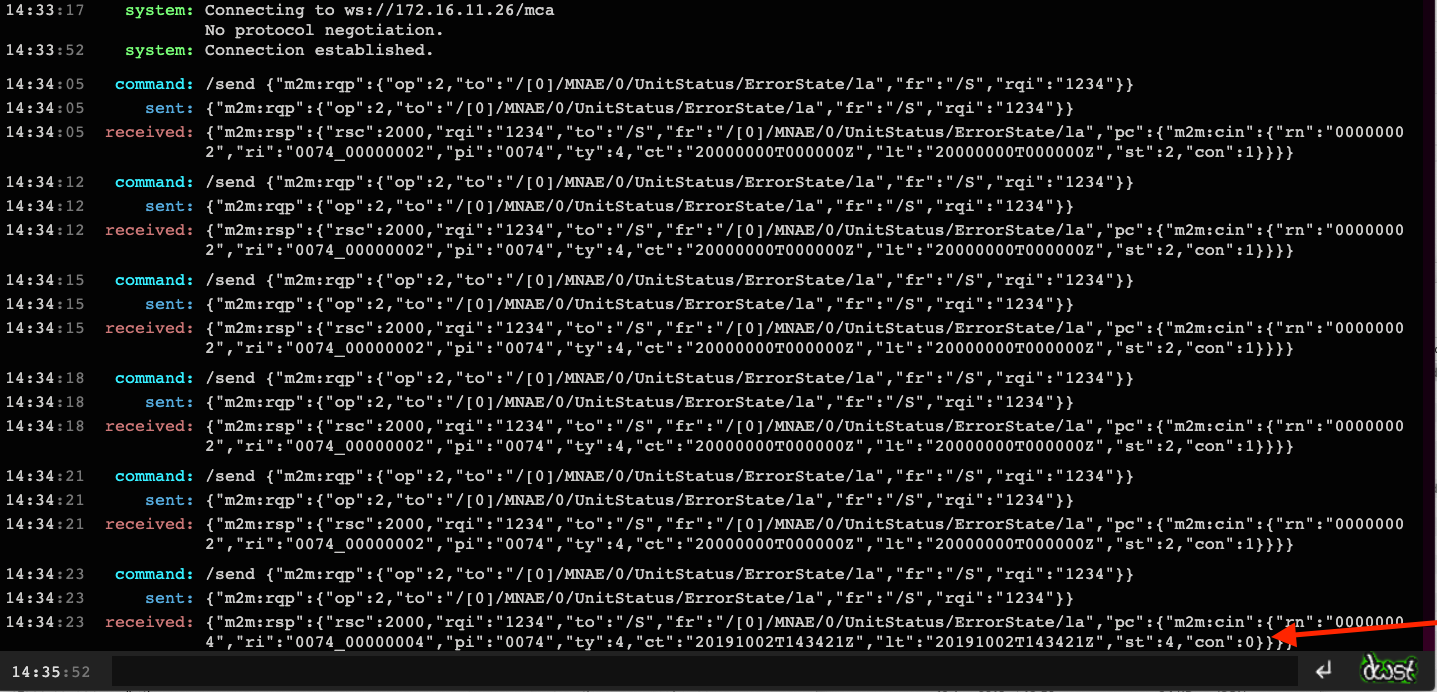 14:33:17 system: Connecting to ws://172.16.11.26/mca
No protocol negotiation.
14:33:52 system: Connection established.
14:34:05 command: /send {"m2m:rqp":{"op":2,"to":"/[0]/MNAE/0/UnitStatus/ErrorState/la","fr":"/S","rqi":"1234"}}
14:34:05 sent: {"m2m:rqp":{"op":2,"to":"/[0]/MNAE/0/UnitStatus/ErrorState/la","fr":"/S","rqi":"1234"}}
14:34:05 received: {"m2m:rsp":{"rsc":2000,"rqi":"1234","to":"/S","fr":"/[0]/MNAE/0/UnitStatus/ErrorState/la","pc":{"m2m:cin":{"rn":"0000000
2","ri":"0074_00000002","pi":"0074","ty":4,"ct":"20000000T000000Z","lt":"20000000T000000Z","st":2,"con":1}}}}
14:34:12 command: /send {"m2m:rqp":{"op":2,"to":"/[0]/MNAE/0/UnitStatus/ErrorState/la","fr":"/S","rqi":"1234"}}
14:34:12 sent: {"m2m:rqp":{"op":2,"to":"/[0]/MNAE/0/UnitStatus/ErrorState/la","fr":"/S","rqi":"1234"}}
14:34:12 received: {"m2m:rsp":{"rsc":2000,"rqi":"1234","to":"/S","fr":"/[0]/MNAE/0/UnitStatus/ErrorState/la","pc":{"m2m:cin":{"rn":"0000000
2","ri":"0074_00000002","pi":"0074","ty":4,"ct":"20000000T000000Z","lt":"20000000T000000Z","st":2,"con":1}}}}
14:34:15 command: /send {"m2m:rqp":{"op":2,"to":"/[0]/MNAE/0/UnitStatus/ErrorState/la","fr":"/S","rqi":"1234"}}
14:34:15 sent: {"m2m:rqp":{"op":2,"to":"/[0]/MNAE/0/UnitStatus/ErrorState/la","fr":"/S","rqi":"1234"}}
14:34:15 received: {"m2m:rsp":{"rsc":2000,"rqi":"1234","to":"/S","fr":"/[0]/MNAE/0/UnitStatus/ErrorState/la","pc":{"m2m:cin":{"rn":"0000000
2","ri":"0074_00000002","pi":"0074","ty":4,"ct":"20000000T000000Z","lt":"20000000T000000Z","st":2,"con":1}}}}
14:34:18 command: /send {"m2m:rqp":{"op":2,"to":"/[0]/MNAE/0/UnitStatus/ErrorState/la","fr":"/S","rqi":"1234"}}
14:34:18 sent: {"m2m:rqp":{"op":2,"to":"/[0]/MNAE/0/UnitStatus/ErrorState/la","fr":"/S","rqi":"1234"}}
14:34:18 received: {"m2m:rsp":{"rsc":2000,"rqi":"1234","to":"/S","fr":"/[0]/MNAE/0/UnitStatus/ErrorState/la","pc":{"m2m:cin":{"rn":"0000000
2","ri":"0074_00000002","pi":"0074","ty":4,"ct":"20000000T000000Z","lt":"20000000T000000Z","st":2,"con":1}}}}
14:34:21 command: /send {"m2m:rqp":{"op":2,"to":"/[0]/MNAE/0/UnitStatus/ErrorState/la","fr":"/S","rqi":"1234"}}
14:34:21 sent: {"m2m:rqp":{"op":2,"to":"/[0]/MNAE/0/UnitStatus/ErrorState/la","fr":"/S","rqi":"1234"}}
14:34:21 received: {"m2m:rsp":{"rsc":2000,"rqi":"1234","to":"/S","fr":"/[0]/MNAE/0/UnitStatus/ErrorState/la","pc":{"m2m:cin":{"rn":"0000000
2","ri":"0074_00000002","pi":"0074","ty":4,"ct":"20000000T000000Z","lt":"20000000T000000Z","st":2,"con":1}}}}
14:34:23 command: /send {"m2m:rqp":{"op":2,"to":"/[0]/MNAE/0/UnitStatus/ErrorState/la","fr":"/S","rqi":"1234"}}
14:34:23 sent: {"m2m:rqp":{"op":2,"to":"/[0]/MNAE/0/UnitStatus/ErrorState/la","fr":"/S","rqi":"1234"}}
14:34:23 received: {"m2m:rsp":{"rsc":2000,"rqi":"1234","to":"/S","fr":"/[0]/MNAE/0/UnitStatus/ErrorState/la","pc":{"m2m:cin":{"rn":"0000000
4","ri":"0074_00000004","pi":"0074","ty":4,"ct":"20191002T143421Z","lt":"20191002T143421Z","st":4,"con":0}}}}
14:35:52 dwst